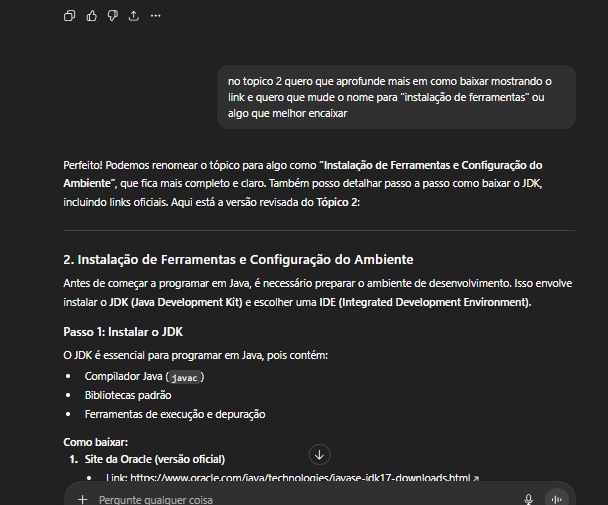 no topico 2 quero que aprofunde mais em como baixar mostrando o
link e quero que mude o nome para "instalação de ferramentas" ou
algo que melhor encaixar
Perfeito! Podemos renomear o tópico para algo como "Instalação de Ferramentas e Configuração do
Ambiente", que fica mais completo e claro. Também posso detalhar passo a passo como baixar o JDK,
incluindo links oficiais. Aqui está a versão revisada do Tópico 2:
2. Instalação de Ferramentas e Configuração do Ambiente
Antes de começar a programar em Java, é necessário preparar o ambiente de desenvolvimento. Isso envolve
instalar o JDK (Java Development Kit) e escolher uma IDE (Integrated Development Environment).
Passo 1: Instalar o JDK
O JDK é essencial para programar em Java, pois contém:
• Compilador Java (javac)
• Bibliotecas padrão
• Ferramentas de execução e depuração
Como baixar:
1. Site da Oracle (versão oficial)
• Link: https://www.oracle.com/java/technologies/javase-jdk17-downloads.html
Pergunte qualquer coisa